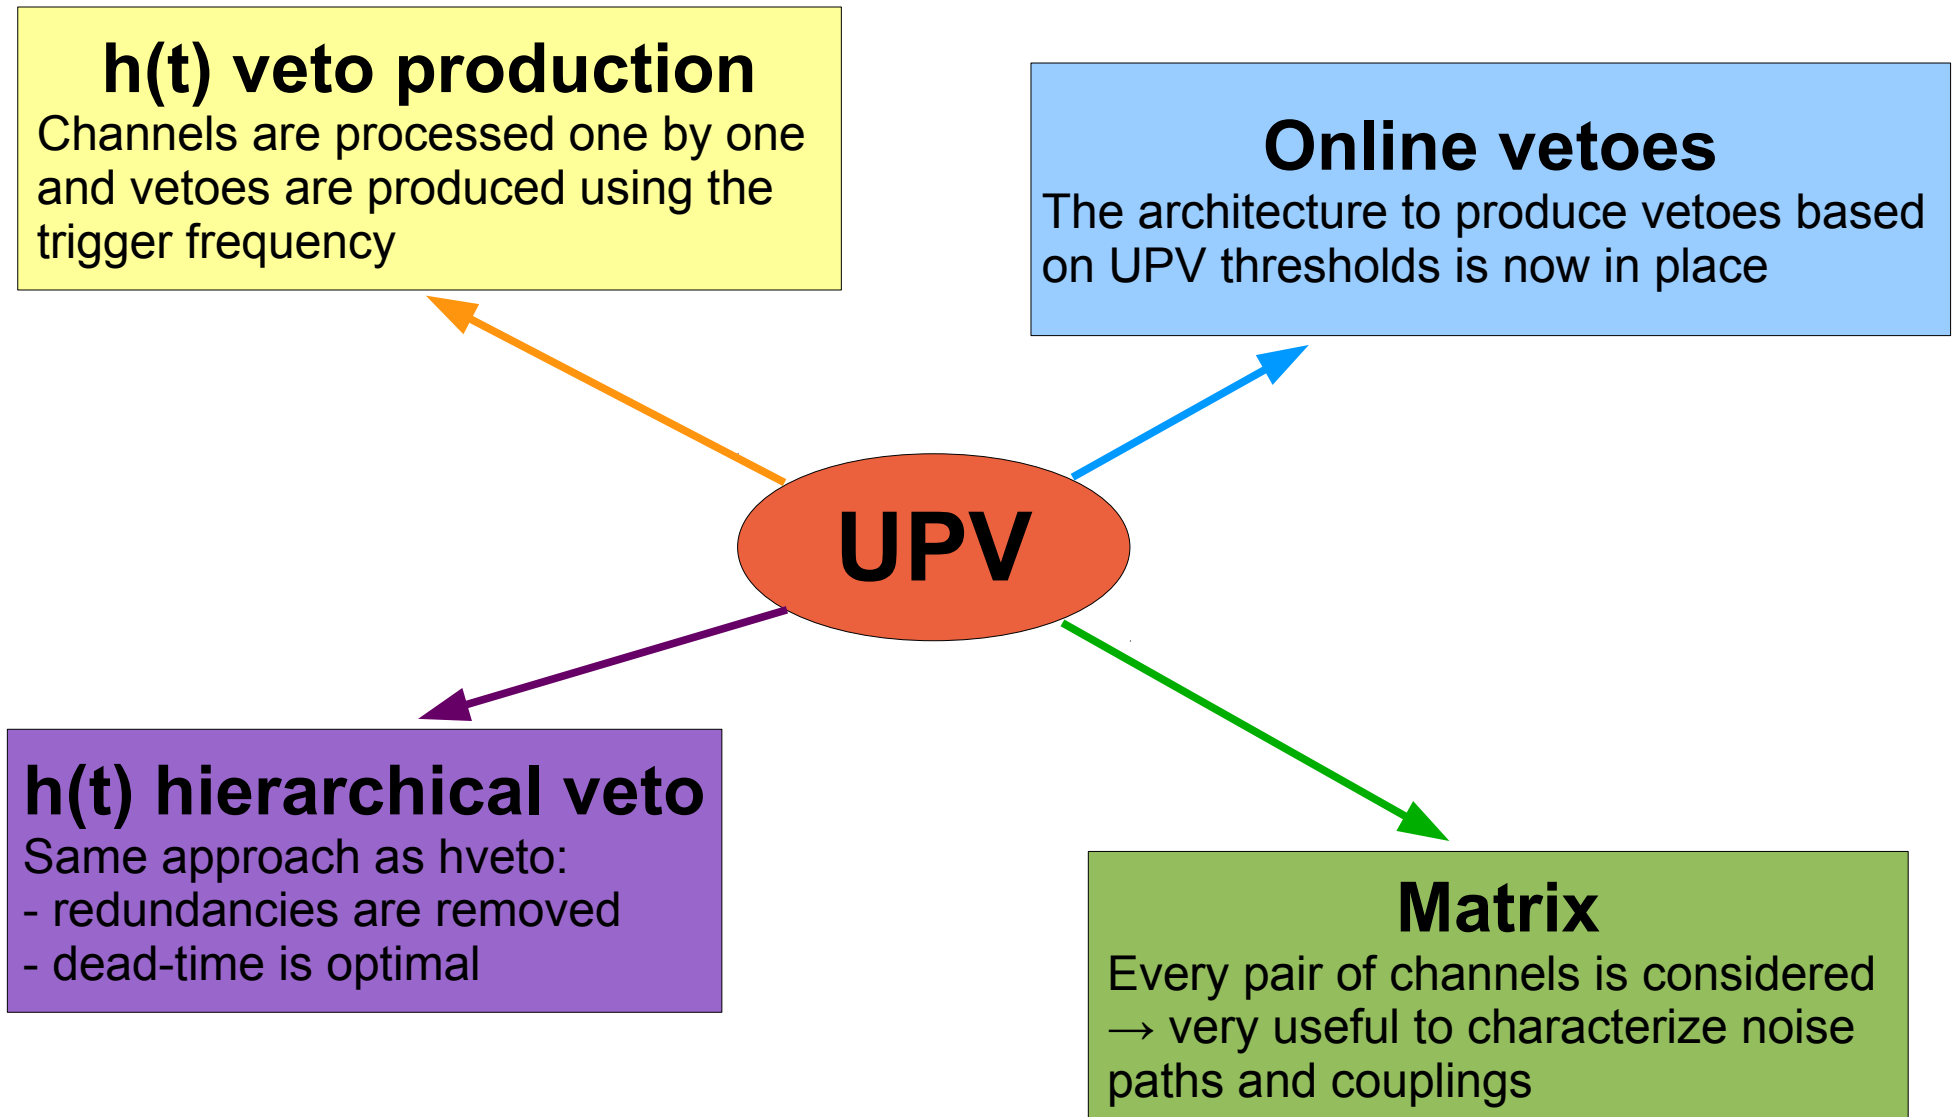 h(t) veto production
Channels are processed one by one
and vetoes are produced using the
trigger frequency
Online vetoes
The architecture to produce vetoes based
on UPV thresholds is now in place
UPV
h(t) hierarchical veto
Same approach as hveto:
- redundancies are removed
- dead-time is optimal
Matrix
Every pair of channels is considered
→ very useful to characterize noise
paths and couplings